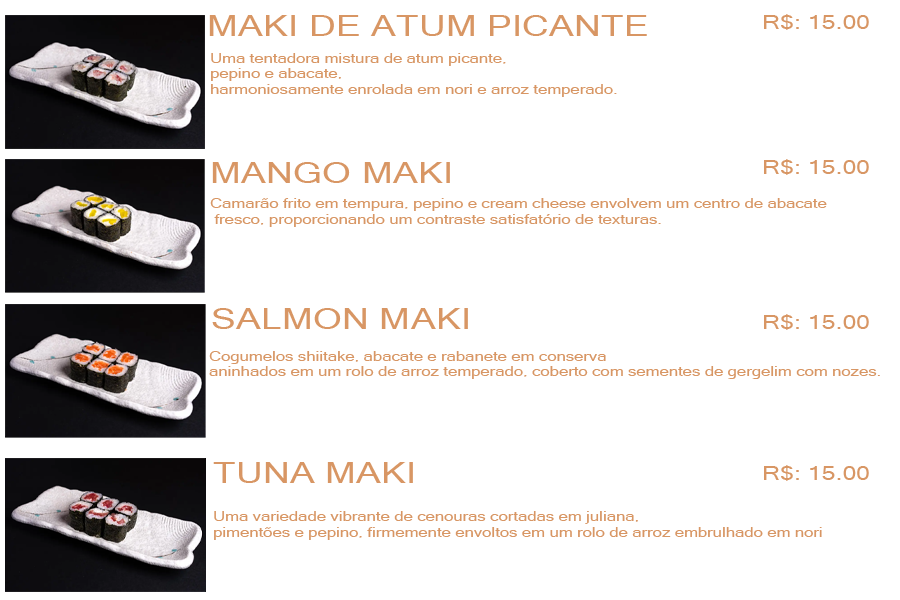 MAKI DE ATUM PICANTE
R$: 15.00
Uma tentadora mistura de atum picante,
pepino e abacate,
harmoniosamente enrolada em nori e arroz temperado.
MANGO MAKI
R$: 15.00
Camarão frito em tempura, pepino e cream cheese envolvem um centro de abacate
fresco, proporcionando um contraste satisfatório de texturas.
SALMON MAKI
R$: 15.00
Cogumelos shiitake, abacate e rabanete em conserva
aninhados em um rolo de arroz temperado, coberto com sementes de gergelim com nozes.
TUNA MAKI
R$: 15.00
Uma variedade vibrante de cenouras cortadas em juliana,
pimentões e pepino, firmemente envoltos em um rolo de arroz embrulhado em nori